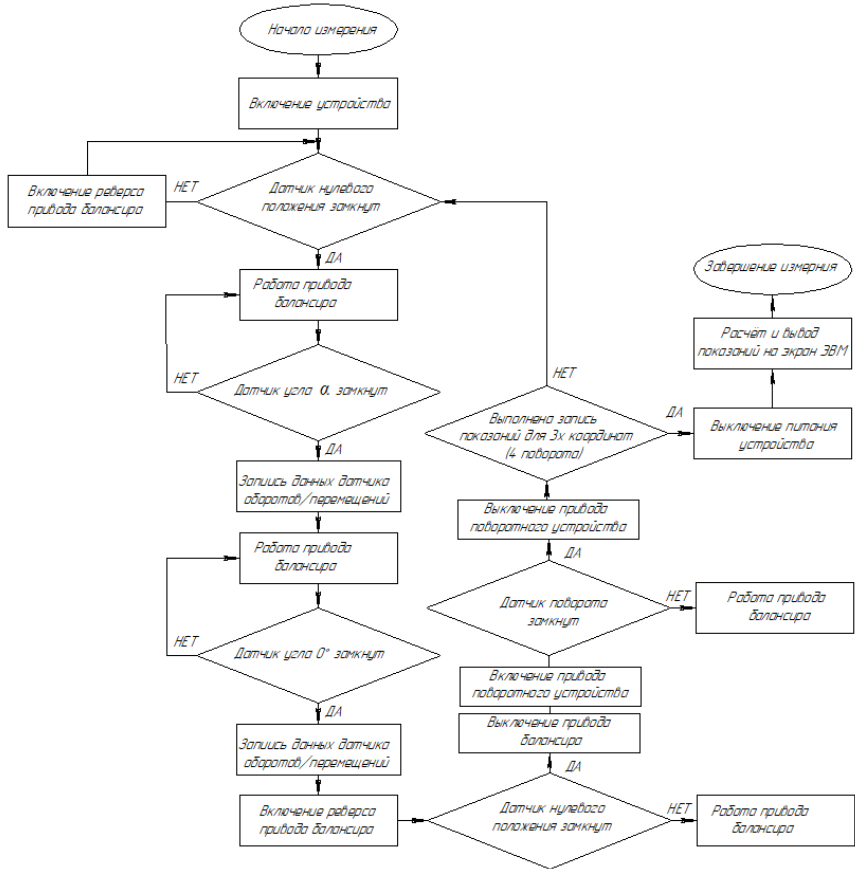 Начало измерения
Включение устройства
Включение реверса
привода балансира
НЕТ
Датчик нулевого
положения замкнут
ДА
Работа привода
балансира
НЕТ
Датчик угла α замкнут
ДА
Запиись данных датчика
оборотов/перемещений
Работа привода
балансира
НЕТ
Датчик угла 0° замкнут
ДА
Запиись данных датчика
оборотов/перемещений
Включение реверса
привода балансира
Датчик нулевого
положения замкнут
НЕТ
Работа привода
балансира
ДА
Выключение привода
балансира
Включение привода
поворотного устройства
Датчик поворота
замкнут
НЕТ
Работа привода
балансира
ДА
Выключение привода
поворотного устройства
Выполнена запись
показаний для 3х координат
(4 поворота)
НЕТ
ДА
Выключение питания
устройства
Расчёт и вывод
показаний на экран ЭВМ
Завершение измерния